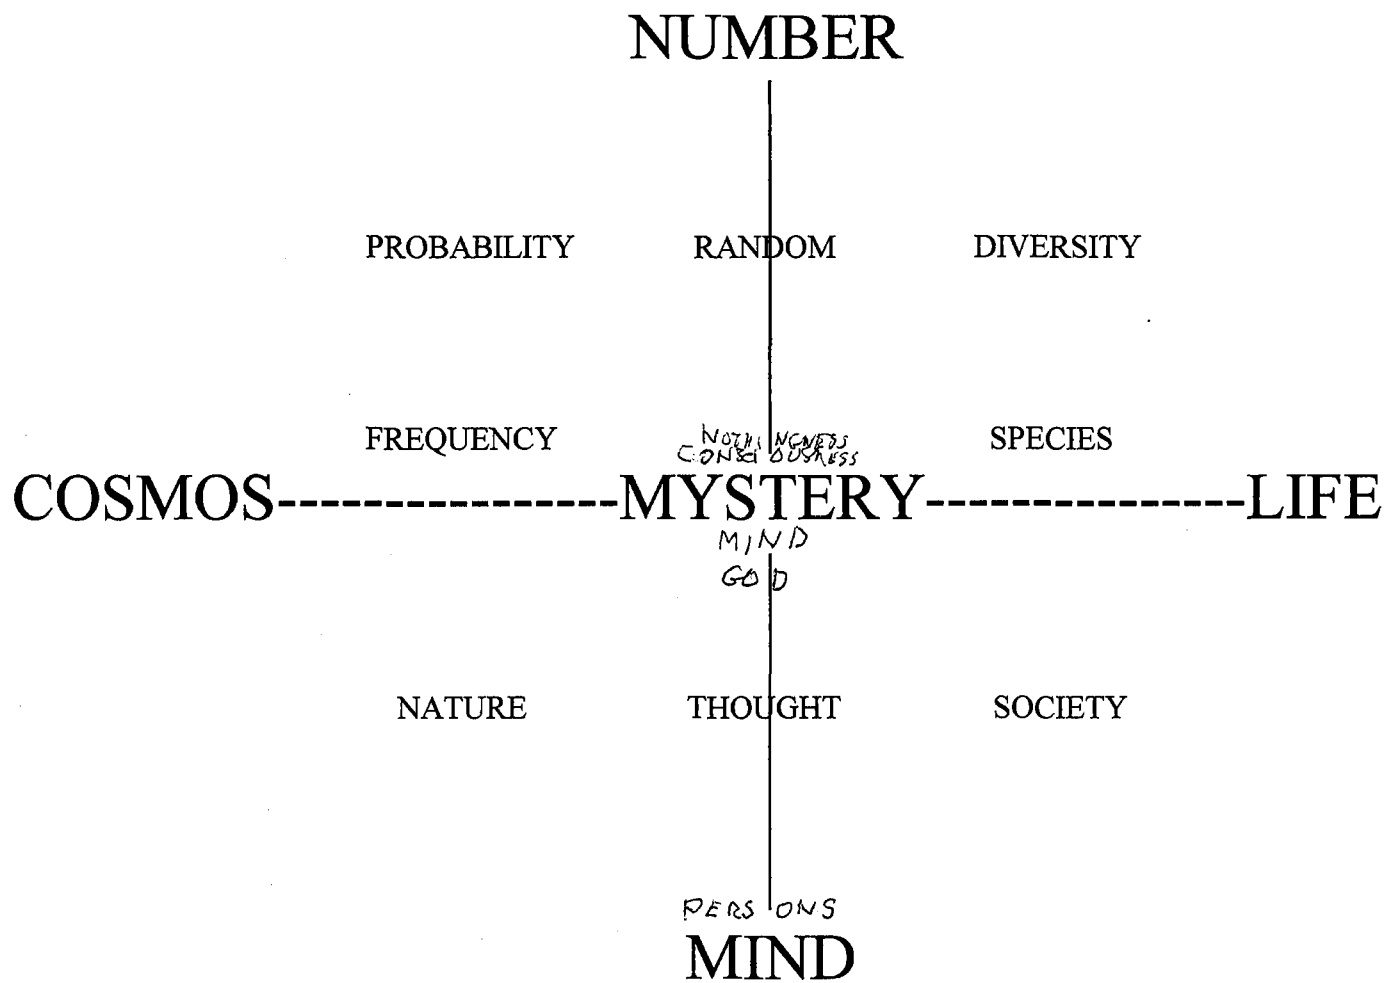 NUMBER
PROBABILITY RANDOM DIVERSITY
FREQUENCY NOTHINGNESS SPECIES
CONSCIOUSNESS
COSMOS------------------MYSTERY------------------LIFE
MIND
GOD
NATURE THOUGHT SOCIETY
PERSONS
MIND